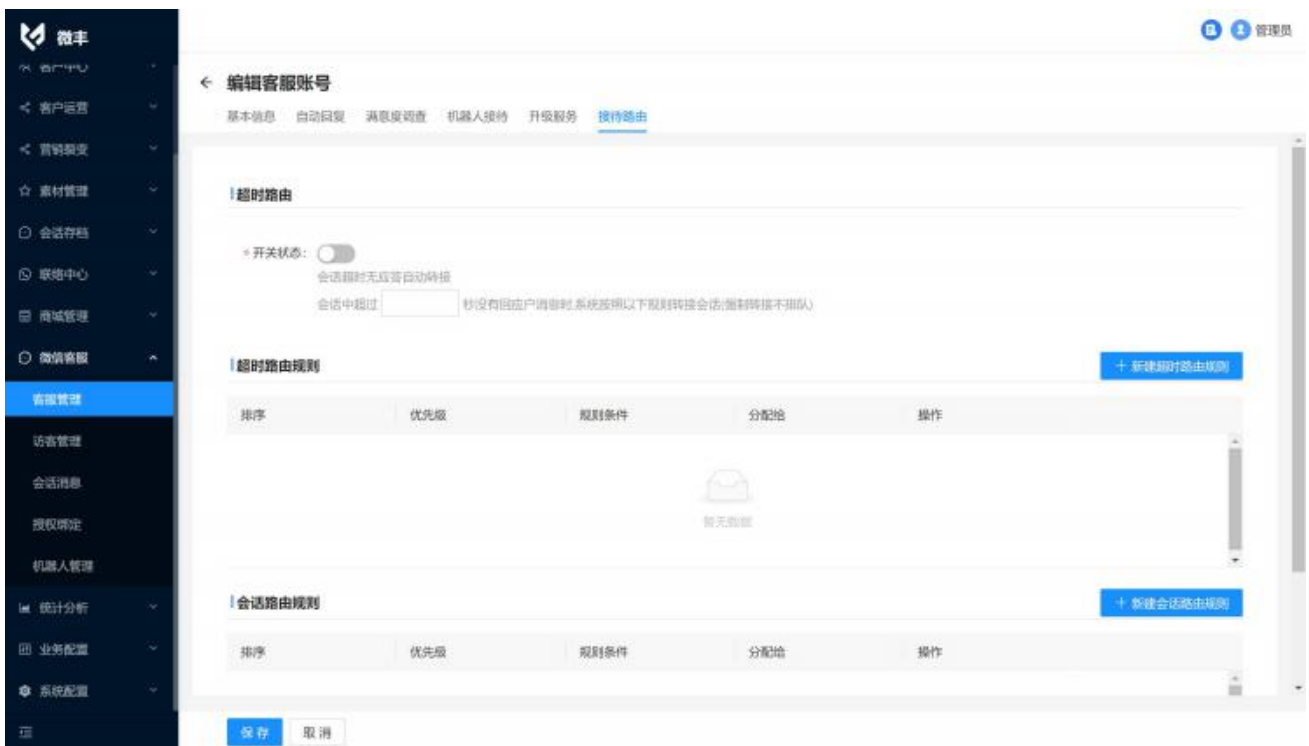 微丰
管理员
客户中心
客户运营
营销裂变
素材管理
会话存档
联络中心
商城管理
微信客服
客服管理
访客管理
会话消息
授权绑定
机器人管理
统计分析
业务配置
系统配置
编辑客服账号
基本信息 自动回复 满意度调查 机器人接待 升级服务 接待路由
超时路由
* 开关状态:
会话超时无应答自动转接
会话中超过 秒没有回应户消息时,系统按照以下规则转接会话(强制转接不排队)
超时路由规则
+ 新建超时路由规则
排序 优先级 规则条件 分配给 操作
暂无数据
会话路由规则
+ 新建会话路由规则
排序 优先级 规则条件 分配给 操作
保存 取消